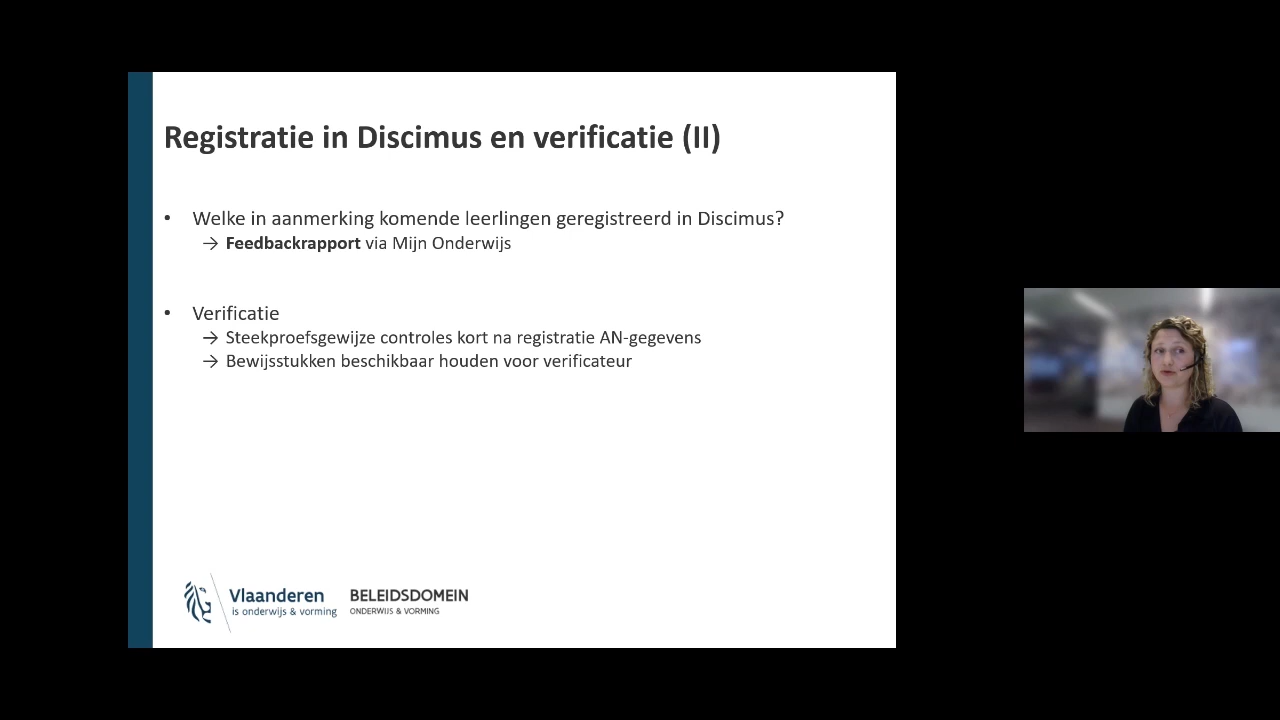 Registratie in Discimus en verificatie (II)
• Welke in aanmerking komende leerlingen geregistreerd in Discimus?
→ Feedbackrapport via Mijn Onderwijs
• Verificatie
→ Steekproefsgewijze controles kort na registratie AN-gegevens
→ Bewijsstukken beschikbaar houden voor verificateur
Vlaanderen
is onderwijs & vorming
BELEIDSDOMEIN
ONDERWIJS & VORMING